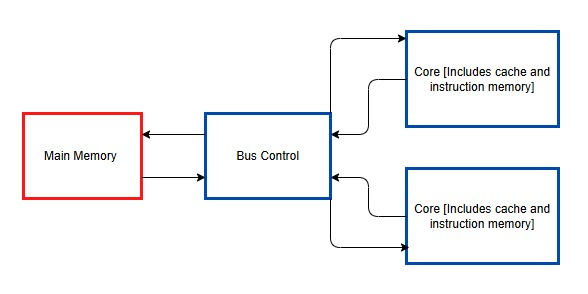 Core [Includes cache and
instruction memory]
Main Memory
Bus Control
Core [Includes cache and
instruction memory]